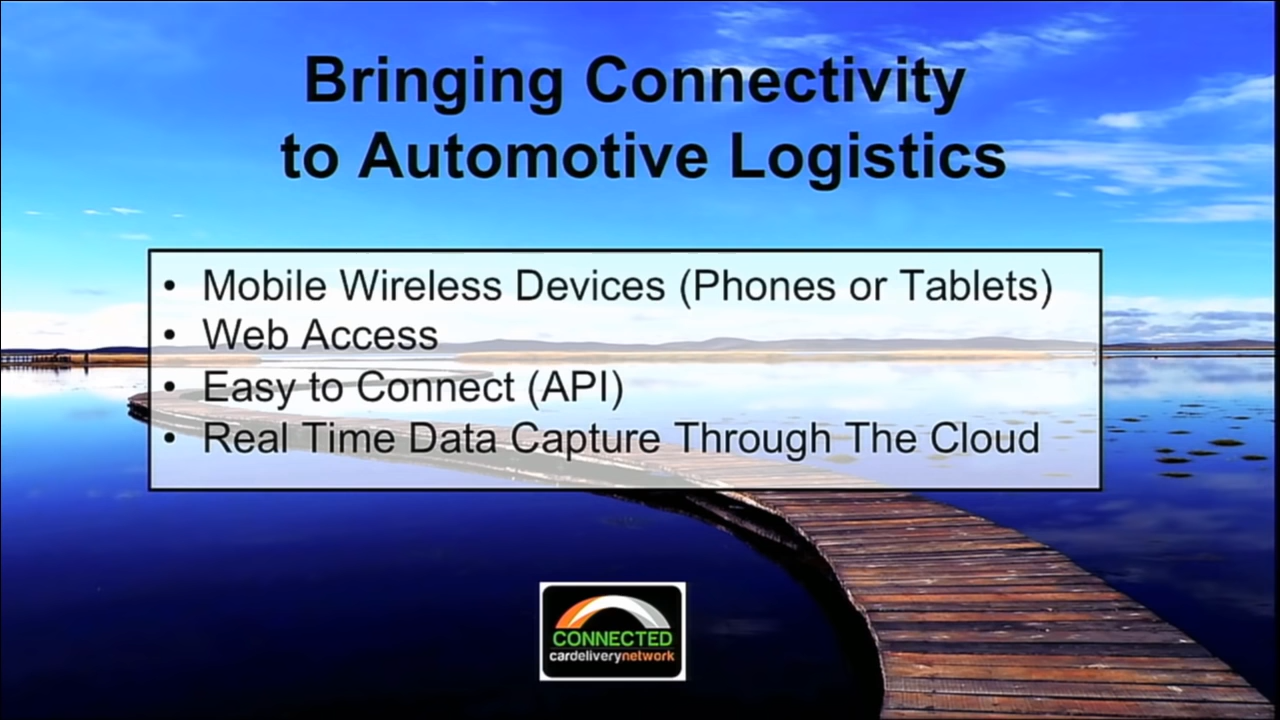 Bringing Connectivity
to Automotive Logistics
• Mobile Wireless Devices (Phones or Tablets)
• Web Access
• Easy to Connect (API)
• Real Time Data Capture Through The Cloud
CONNECTED
cardeliverynetwork